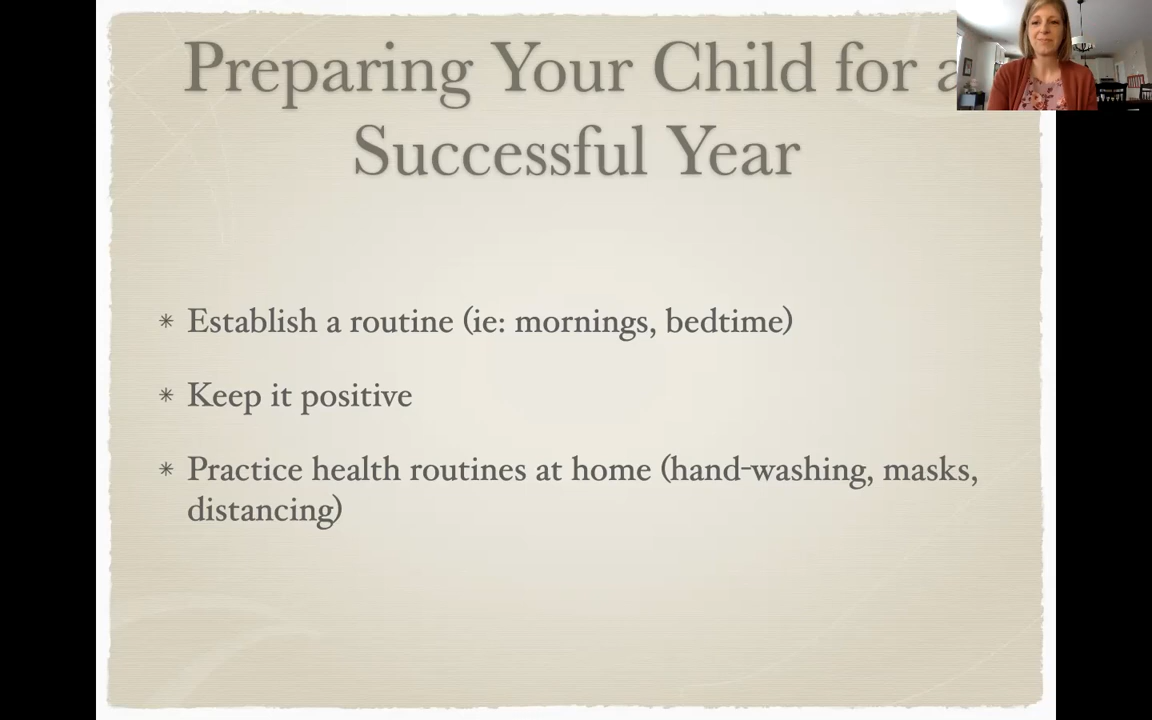 Preparing Your Child for a
Successful Year
* Establish a routine (ie: mornings, bedtime)
* Keep it positive
* Practice health routines at home (hand-washing, masks,
distancing)